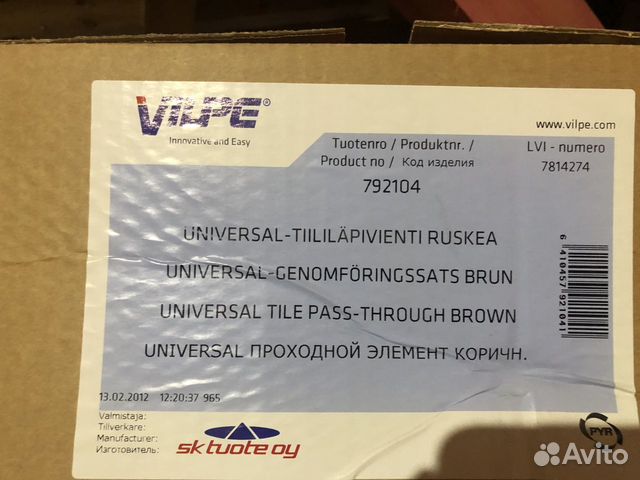 VILPE®
Innovative and Easy
www.vilpe.com
Tuotenro / Produktnr. /
Product no / Код изделия
792104
LVI - numero
7814274
UNIVERSAL-TIILILÄPIVIENTI RUSKEA
UNIVERSAL-GENOMFÖRINGSSATS BRUN
UNIVERSAL TILE PASS-THROUGH BROWN
UNIVERSAL ПРОХОДНОЙ ЭЛЕМЕНТ КОРИЧН.
6 410457 921041
13.02.2012 12:20:37 965
Valmistaja:
Tillverkare:
Manufacturer:
Изготовитель:
sk tuote oy
PYR
Avito